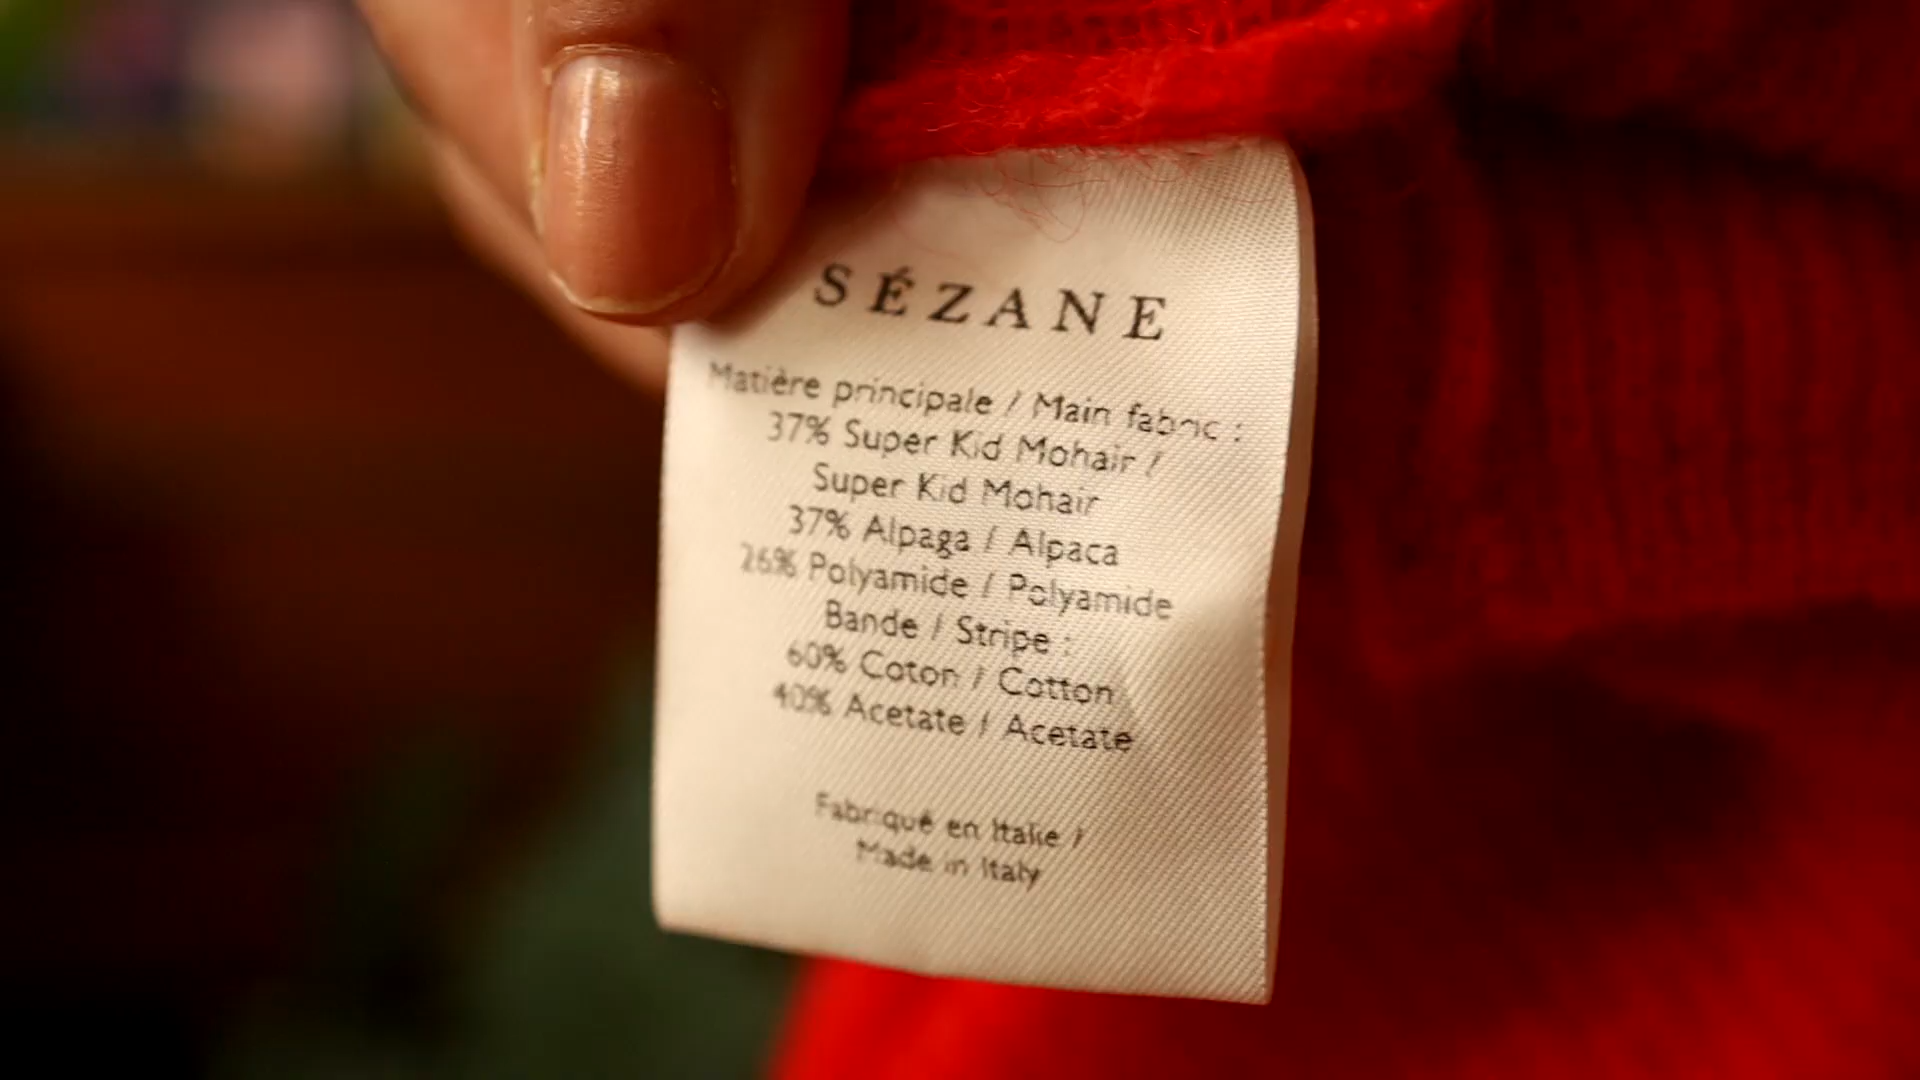 SÉZANE
Matière principale / Main fabric :
37% Super Kid Mohair /
Super Kid Mohair
37% Alpaga / Alpaca
26% Polyamide / Polyamide
Bande / Stripe :
60% Coton / Cotton
40% Acetate / Acetate
Fabriqué en Italie /
Made in Italy